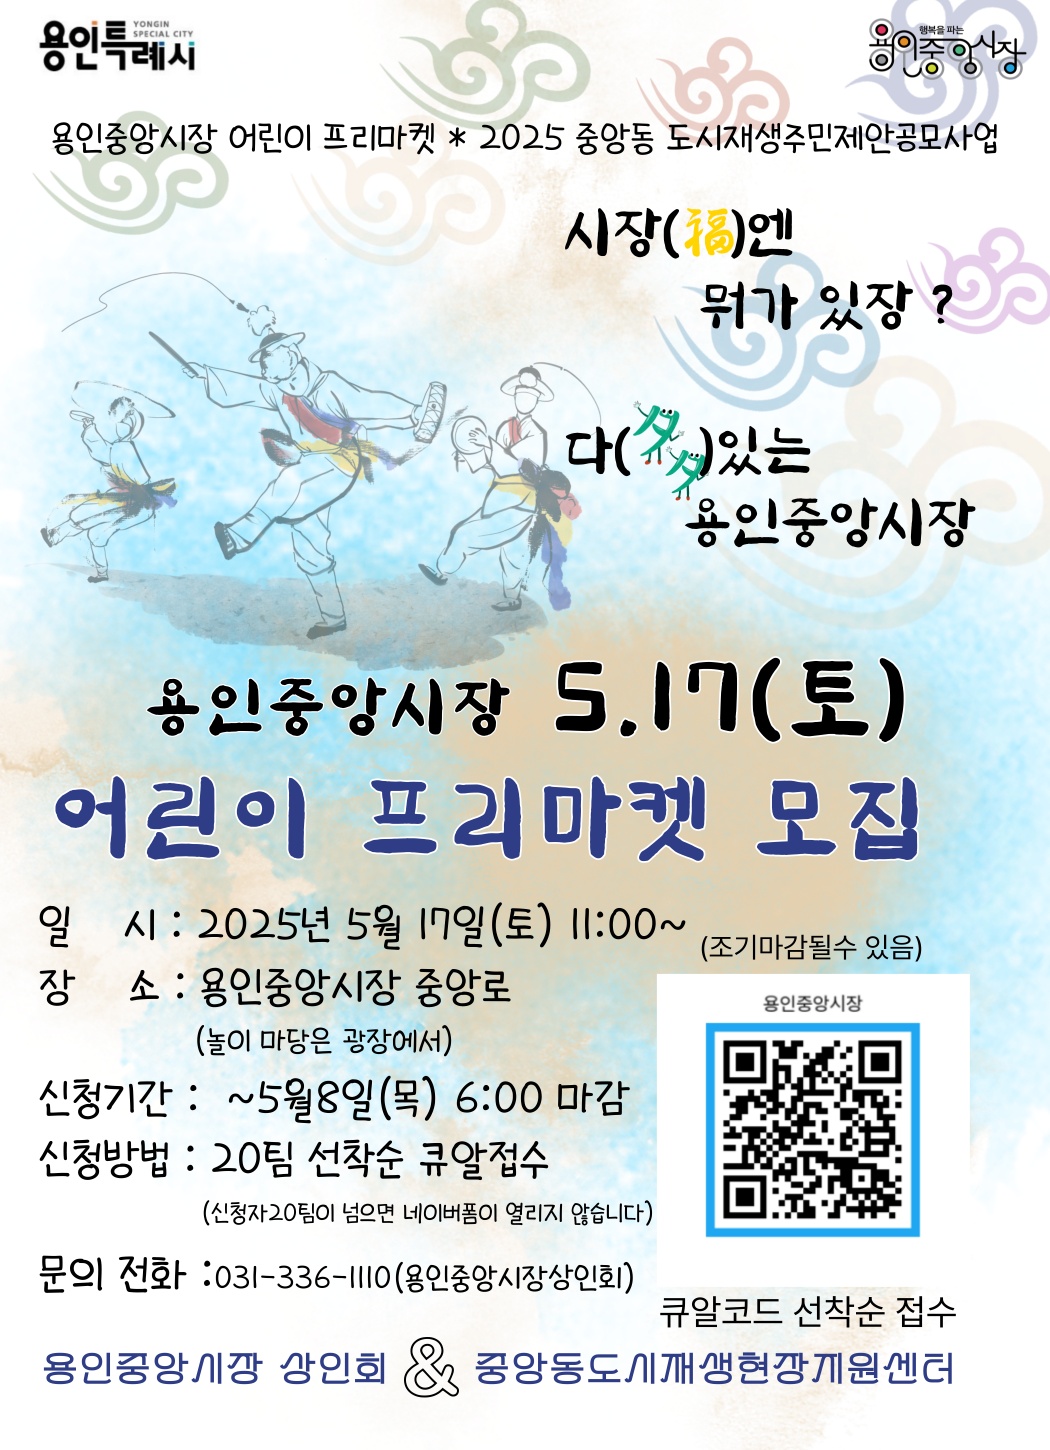 용인특례시 YONGIN SPECIAL CITY
행복을 파는
용인중앙시장
용인중앙시장 어린이 프리마켓 * 2025 중앙동 도시재생주민제안공모사업
시장(福)엔
뭐가 있장 ?
다(多多)있는
용인중앙시장
용인중앙시장 5.17(토)
어린이 프리마켓 모집
일 시 : 2025년 5월 17일(토) 11:00~
(조기마감될수 있음)
장 소 : 용인중앙시장 중앙로
(놀이 마당은 광장에서)
용인중앙시장
신청기간 : ~5월8일(목) 6:00 마감
신청방법 : 20팀 선착순 큐알접수
(신청자20팀이 넘으면 네이버폼이 열리지 않습니다)
문의 전화 :031-336-1110(용인중앙시장상인회)
큐알코드 선착순 접수
용인중앙시장 상인회 & 중앙동도시재생현장지원센터